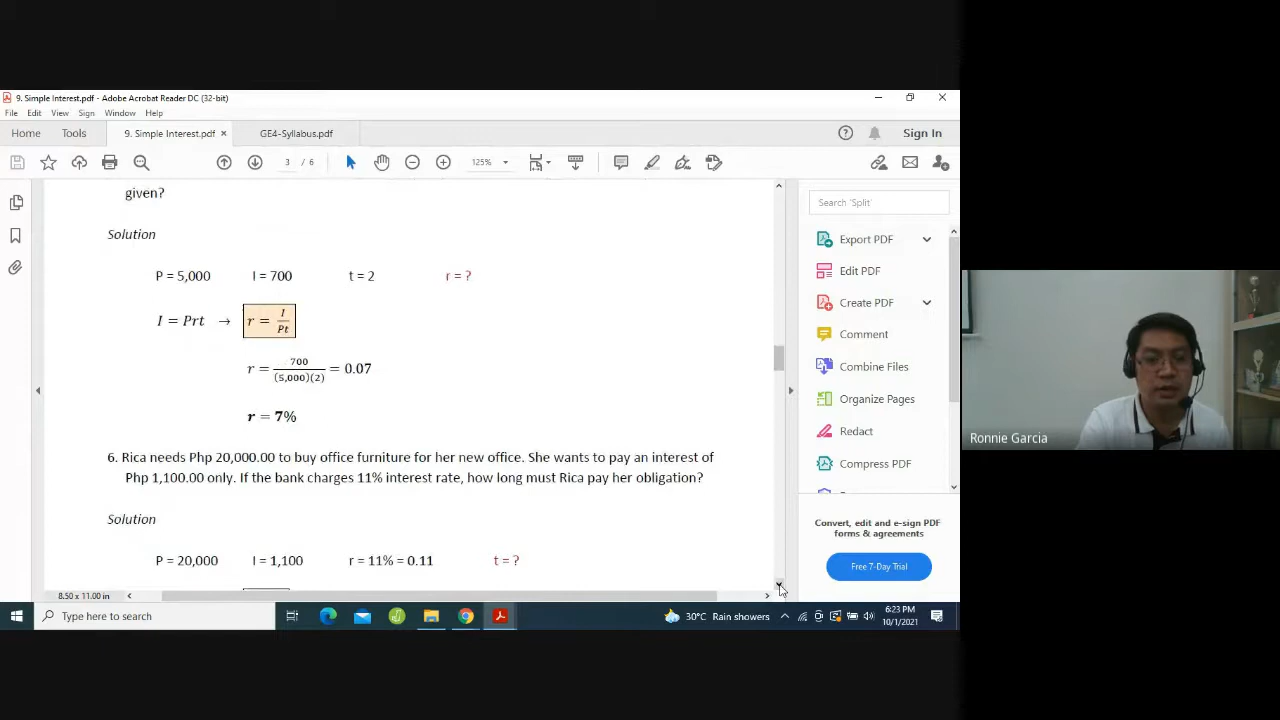 9. Simple Interest.pdf - Adobe Acrobat Reader DC (32-bit)
File Edit View Sign Window Help
Home Tools 9. Simple Interest.pdf × GE4-Syllabus.pdf Sign In
3 / 6 125%
given?
Solution
P = 5,000 I = 700 t = 2 r = ?
I = Prt → r = I/Pt
r = 700/(5,000)(2) = 0.07
r = 7%
6. Rica needs Php 20,000.00 to buy office furniture for her new office. She wants to pay an interest of
Php 1,100.00 only. If the bank charges 11% interest rate, how long must Rica pay her obligation?
Solution
P = 20,000 I = 1,100 r = 11% = 0.11 t = ?
8.50 x 11.00 in
Search 'Split'
Export PDF
Edit PDF
Create PDF
Comment
Combine Files
Organize Pages
Redact
Compress PDF
Convert, edit and e-sign PDF
forms & agreements
Free 7-Day Trial
Type here to search
30°C Rain showers
6:23 PM
10/1/2021
Ronnie Garcia